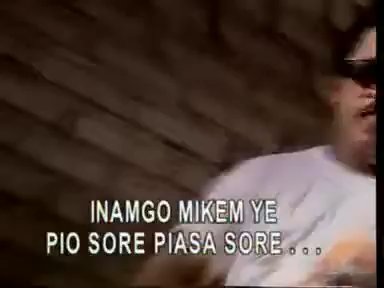 INAMGO MIKEM YE
PIO SORE PIASA SORE . . .